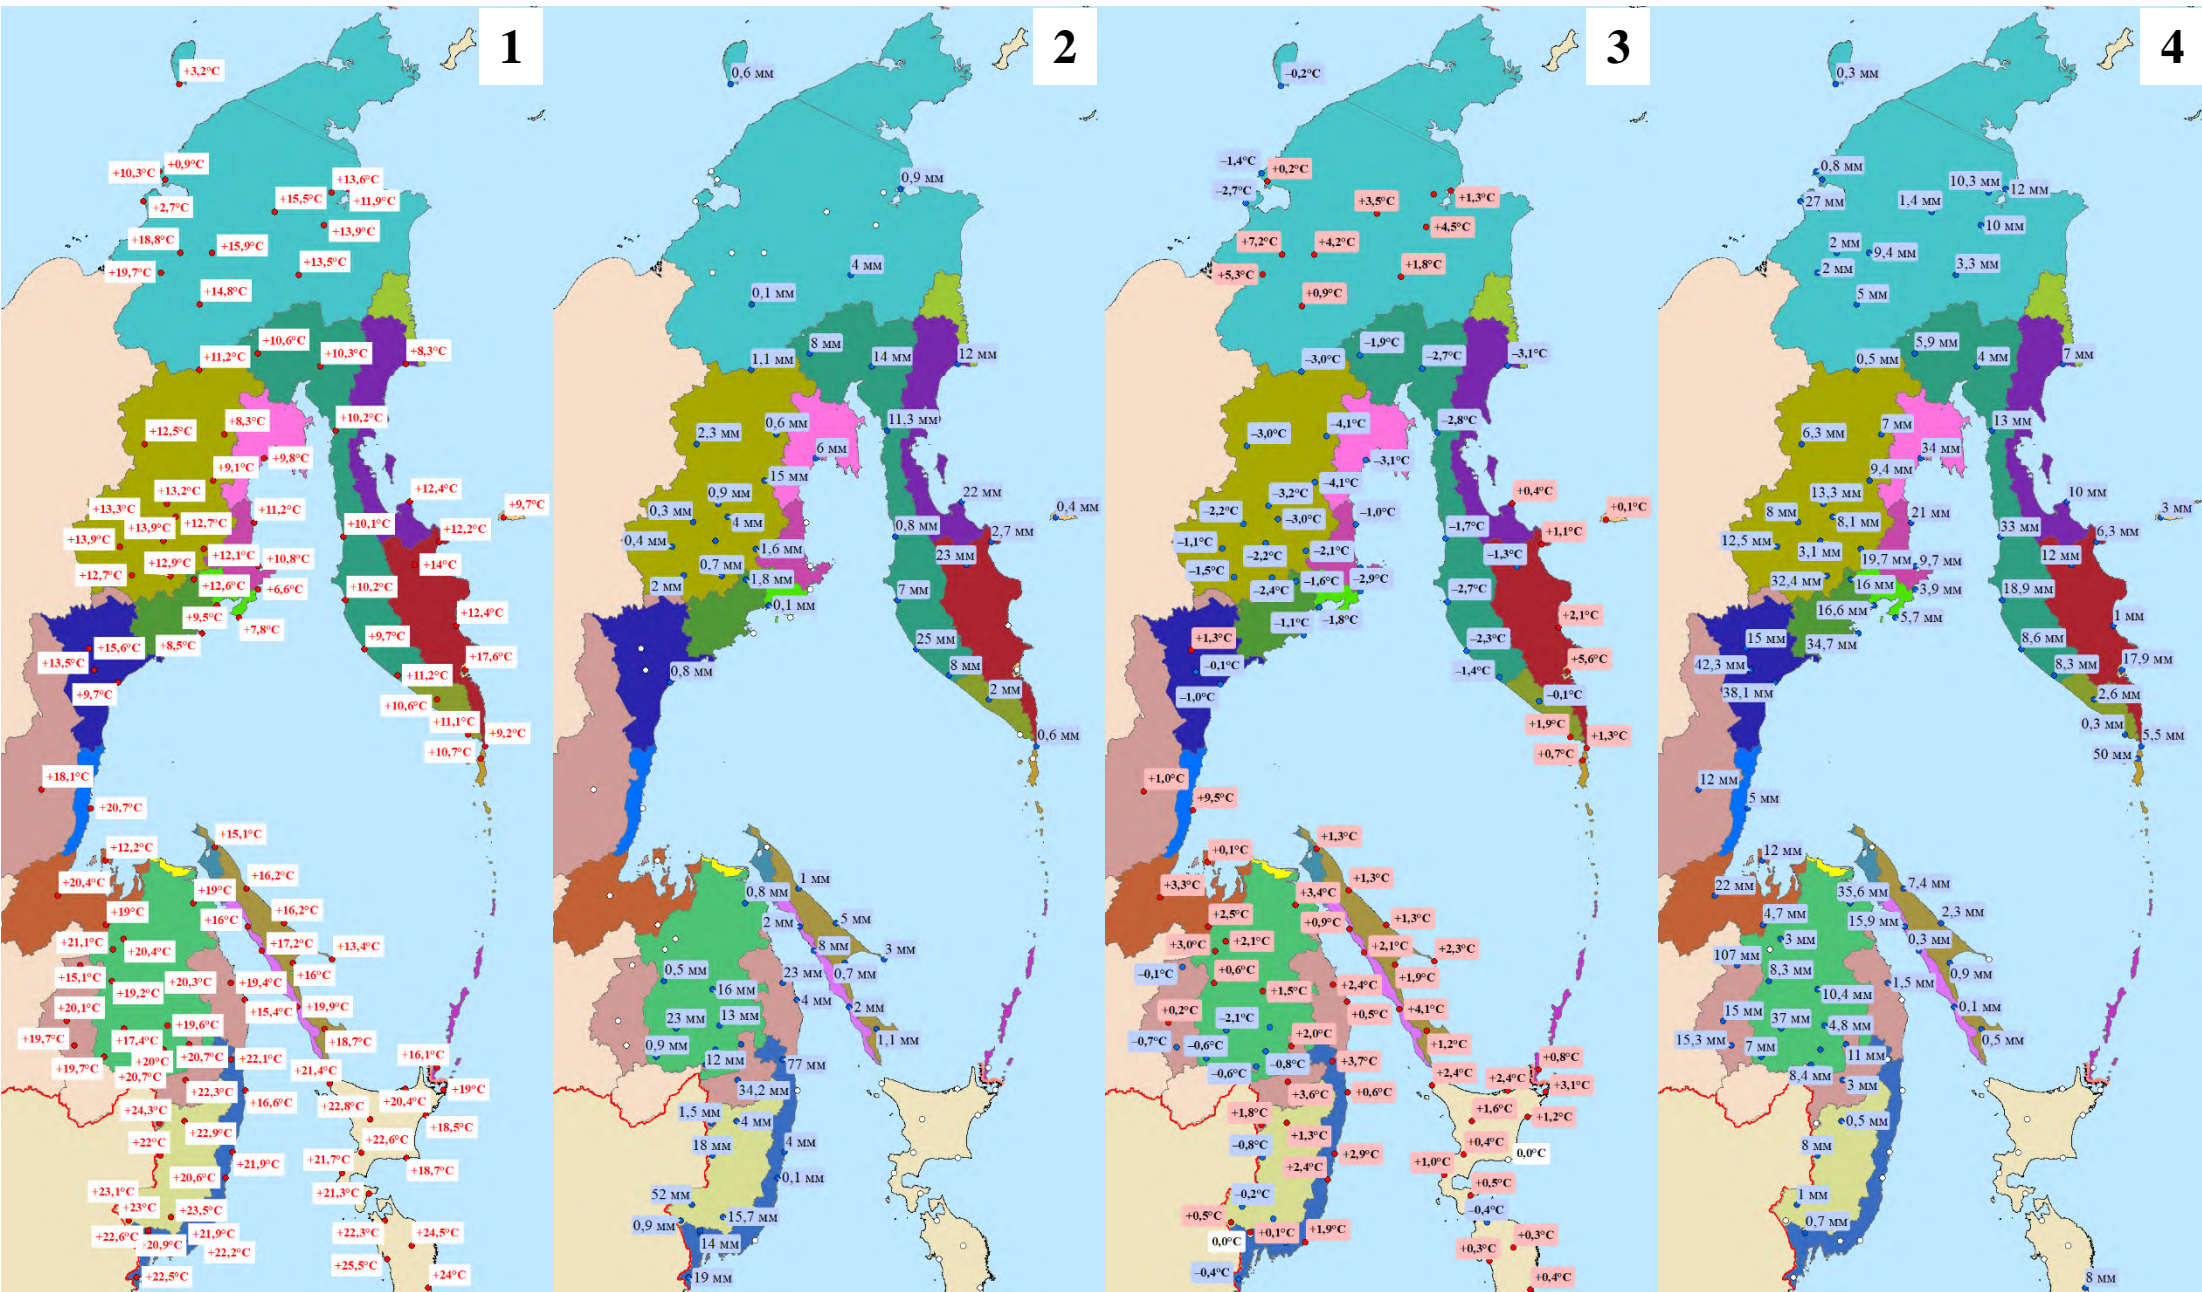 1
+3,2°C
+0,9°C
+10,3°C
+13,6°C
+2,7°C
+15,5°C
+11,9°C
+13,9°C
+18,8°C
+15,9°C
+19,7°C
+13,5°C
+14,8°C
+10,6°C
+11,2°C
+10,3°C
+8,3°C
+12,5°C
+8,3°C
+10,2°C
+9,8°C
+9,1°C
+13,2°C
+12,4°C
+9,7°C
+13,3°C
+11,2°C
+13,9°C
+12,7°C
+10,1°C
+12,2°C
+13,9°C
+12,1°C
+10,8°C
+12,9°C
+14°C
+12,7°C
+12,6°C
+6,6°C
+10,2°C
+9,5°C
+12,4°C
+7,8°C
+8,5°C
+9,7°C
+15,6°C
+13,5°C
+17,6°C
+11,2°C
+9,7°C
+10,6°C
+11,1°C
+9,2°C
+10,7°C
+18,1°C
+20,7°C
+15,1°C
+12,2°C
+20,4°C
+19°C
+16,2°C
+19°C
+16°C
+16,2°C
+21,1°C
+20,4°C
+17,2°C
+13,4°C
+15,1°C
+16°C
+19,2°C
+20,3°C
+19,4°C
+20,1°C
+15,4°C
+19,9°C
+19,6°C
+19,7°C
+17,4°C
+18,7°C
+20°C
+20,7°C
+22,1°C
+16,1°C
+19,7°C
+20,7°C
+21,4°C
+19°C
+22,3°C
+16,6°C
+20,4°C
+24,3°C
+22,8°C
+18,5°C
+22,9°C
+22°C
+22,6°C
+21,9°C
+21,7°C
+18,7°C
+20,6°C
+23,1°C
+21,3°C
+23°C
+23,5°C
+22,6°C
+20,9°C
+21,9°C
+22,3°C
+24,5°C
+22,2°C
+25,5°C
+22,5°C
+24°C
2
0,6 мм
0,9 мм
4 мм
0,1 мм
8 мм
1,1 мм
14 мм
12 мм
11,3 мм
2,3 мм
0,6 мм
6 мм
15 мм
0,9 мм
22 мм
0,3 мм
0,4 мм
4 мм
0,8 мм
2,7 мм
0,4 мм
1,6 мм
23 мм
0,7 мм
1,8 мм
2 мм
7 мм
0,1 мм
25 мм
0,8 мм
8 мм
2 мм
0,6 мм
1 мм
0,8 мм
2 мм
5 мм
8 мм
3 мм
0,5 мм
23 мм
0,7 мм
16 мм
4 мм
2 мм
23 мм
13 мм
0,9 мм
1,1 мм
12 мм
77 мм
34,2 мм
1,5 мм
4 мм
18 мм
4 мм
0,1 мм
52 мм
0,9 мм
15,7 мм
14 мм
19 мм
3
–0,2°C
–1,4°C
+0,2°C
–2,7°C
+1,3°C
+3,5°C
+4,5°C
+7,2°C
+4,2°C
+5,3°C
+1,8°C
+0,9°C
–1,9°C
–3,0°C
–2,7°C
–3,1°C
–4,1°C
–2,8°C
–3,0°C
–3,1°C
–4,1°C
–3,2°C
+0,4°C
+0,1°C
–2,2°C
–3,0°C
–1,0°C
–1,7°C
+1,1°C
–1,1°C
–2,2°C
–2,1°C
–1,3°C
–1,5°C
–2,4°C
–1,6°C
–2,9°C
–2,7°C
–1,1°C
–1,8°C
+2,1°C
+1,3°C
–2,3°C
–0,1°C
+5,6°C
–1,4°C
–1,0°C
–0,1°C
+1,9°C
+1,3°C
+0,7°C
+1,0°C
+9,5°C
+1,3°C
+0,1°C
+3,3°C
+1,3°C
+3,4°C
+2,5°C
+0,9°C
+1,3°C
+3,0°C
+2,1°C
+2,1°C
+2,3°C
–0,1°C
+0,6°C
+1,9°C
+1,5°C
+2,4°C
+0,2°C
+0,5°C
+4,1°C
–2,1°C
+2,0°C
–0,7°C
–0,6°C
+1,2°C
–0,6°C
–0,8°C
+3,7°C
+0,8°C
+2,4°C
+2,4°C
+3,1°C
+3,6°C
+0,6°C
+1,8°C
+1,6°C
+1,2°C
+1,3°C
–0,8°C
+0,4°C
0,0°C
+2,9°C
+1,0°C
+2,4°C
+0,5°C
–0,2°C
+0,5°C
–0,4°C
+0,1°C
+1,9°C
0,0°C
+0,3°C
+0,3°C
–0,4°C
+0,4°C
4
0,3 мм
0,8 мм
10,3 мм
12 мм
27 мм
1,4 мм
10 мм
2 мм
9,4 мм
2 мм
3,3 мм
5 мм
5,9 мм
0,5 мм
4 мм
7 мм
6,3 мм
7 мм
13 мм
34 мм
9,4 мм
13,3 мм
10 мм
3 мм
8 мм
8,1 мм
21 мм
33 мм
6,3 мм
12,5 мм
3,1 мм
19,7 мм
9,7 мм
12 мм
32,4 мм
16 мм
3,9 мм
18,9 мм
16,6 мм
5,7 мм
1 мм
15 мм
34,7 мм
8,6 мм
42,3 мм
17,9 мм
8,3 мм
38,1 мм
2,6 мм
0,3 мм
5,5 мм
50 мм
12 мм
5 мм
12 мм
22 мм
35,6 мм
7,4 мм
4,7 мм
15,9 мм
2,3 мм
3 мм
0,3 мм
107 мм
8,3 мм
0,9 мм
1,5 мм
10,4 мм
0,1 мм
15 мм
37 мм
4,8 мм
15,3 мм
7 мм
0,5 мм
11 мм
8,4 мм
3 мм
0,5 мм
8 мм
1 мм
0,7 мм
8 мм